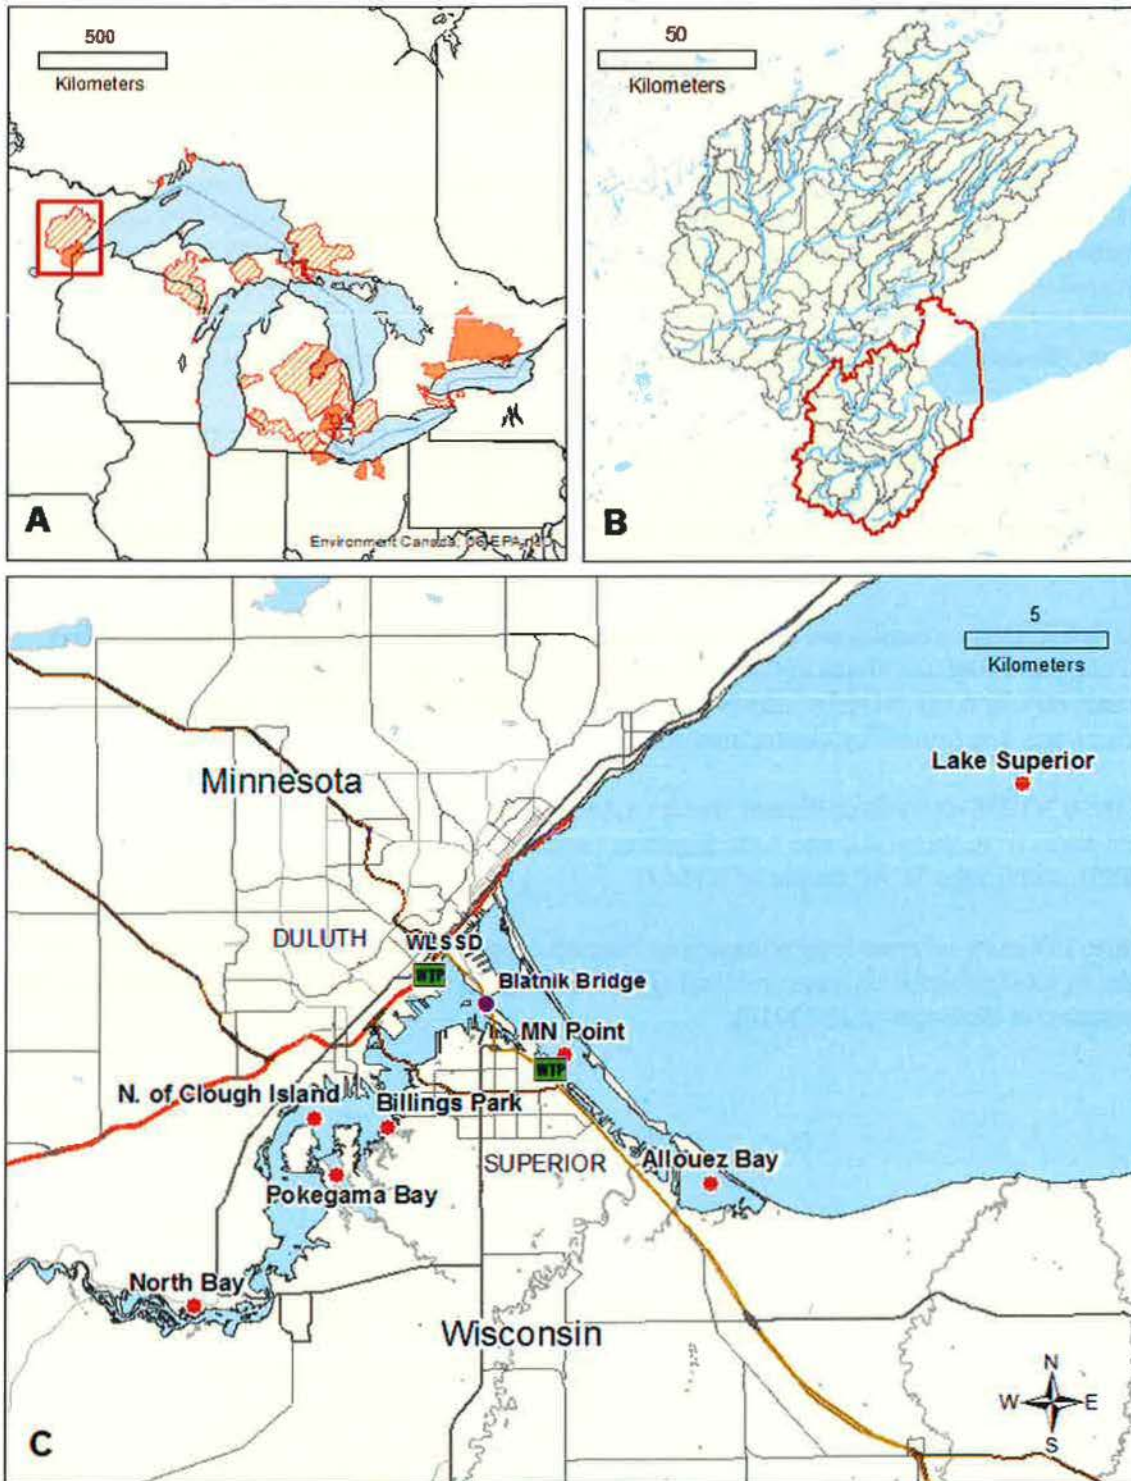 500
Kilometers
A
Environment Canada,
50
Kilometers
B
5
Kilometers
Lake Superior
Minnesota
DULUTH
WLSSD
WTP
Blatnik Bridge
MN Point
WTP
N. of Clough Island
Billings Park
SUPERIOR
Allouez Bay
Pokegama Bay
North Bay
Wisconsin
N
W
E
S
C